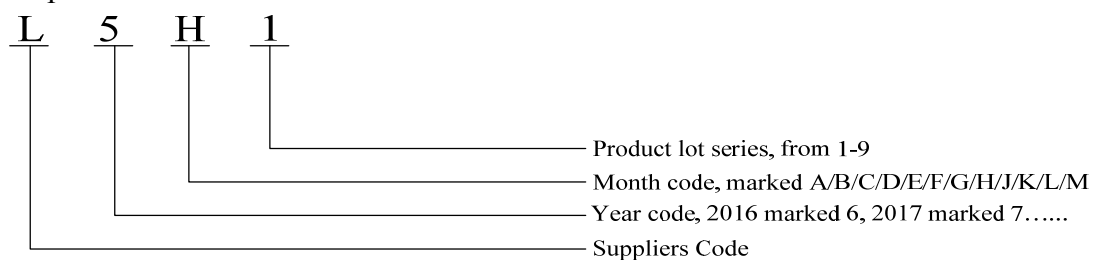 L 5 H 1
Product lot series, from 1-9
Month code, marked A/B/C/D/E/F/G/H/J/K/L/M
Year code, 2016 marked 6, 2017 marked 7…...
Suppliers Code